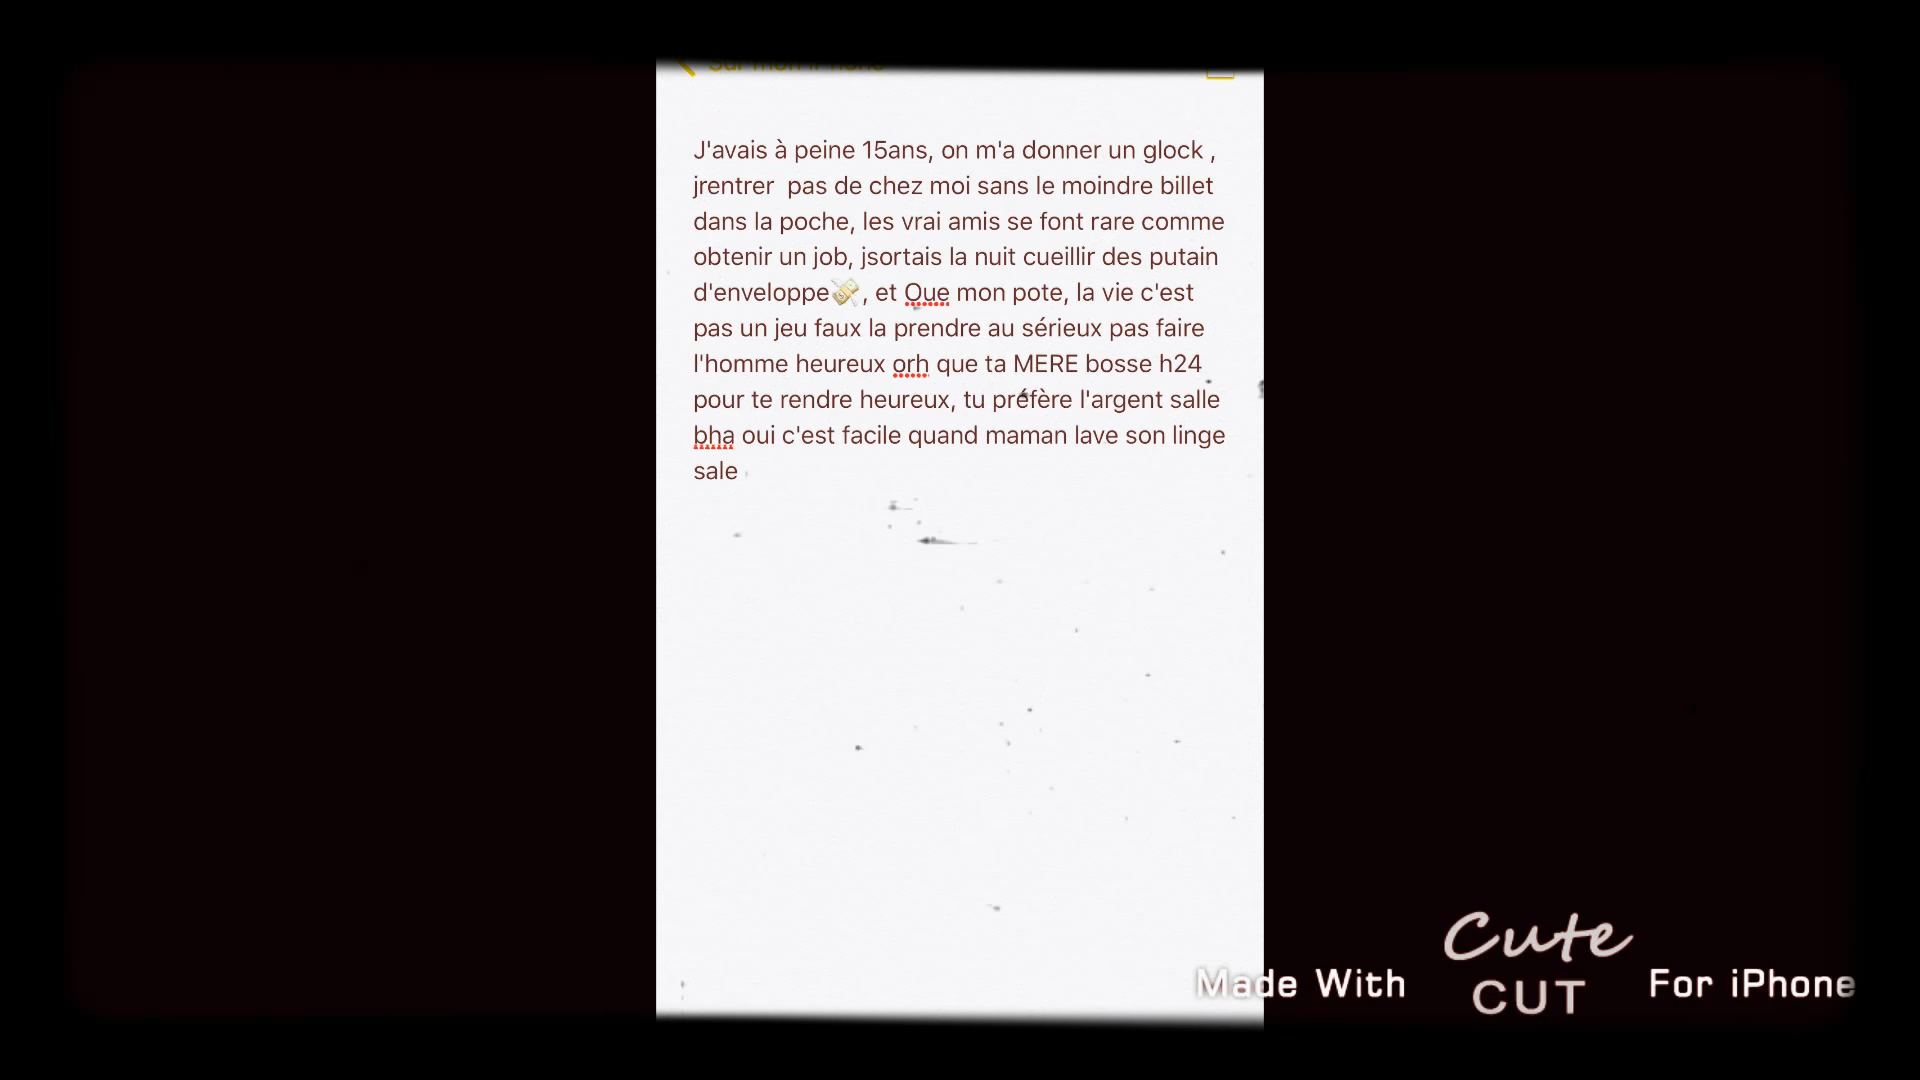 Sur mon iPhone
J'avais à peine 15ans, on m'a donner un glock ,
jrentrer  pas de chez moi sans le moindre billet
dans la poche, les vrai amis se font rare comme
obtenir un job, jsortais la nuit cueillir des putain
d'enveloppe💸, et Oue mon pote, la vie c'est
pas un jeu faux la prendre au sérieux pas faire
l'homme heureux orh que ta MERE bosse h24
pour te rendre heureux, tu préfère l'argent salle
bha oui c'est facile quand maman lave son linge
sale
Made With Cute CUT For iPhone